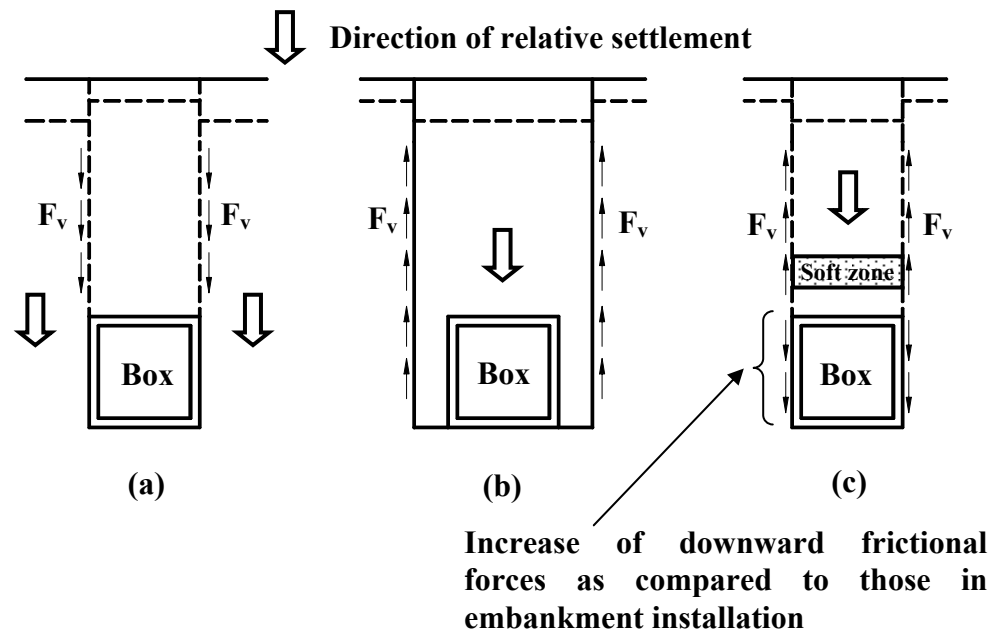 Direction of relative settlement
Fv Fv Fv Fv Fv Fv
Soft zone
Box Box Box
(a) (b) (c)
Increase of downward frictional
forces as compared to those in
embankment installation